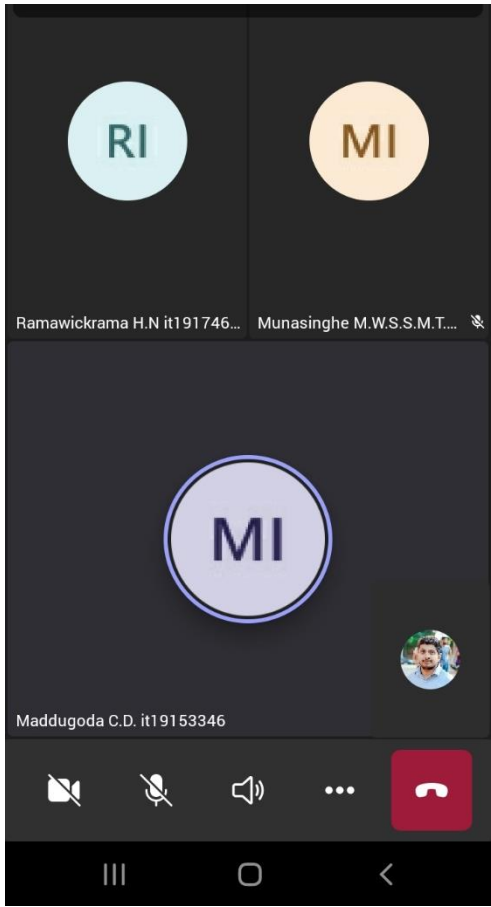 RI
MI
Ramawickrama H.N it191746...
Munasinghe M.W.S.S.M.T....
MI
Maddugoda C.D. it19153346